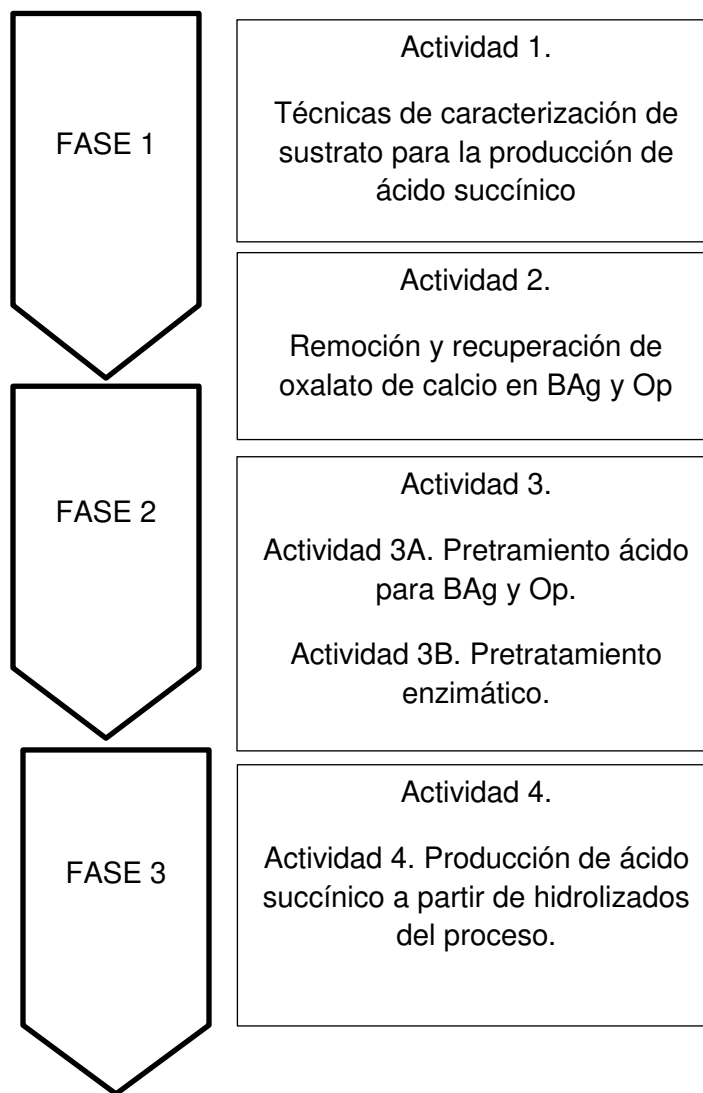 FASE 1
Actividad 1.
Técnicas de caracterización de
sustrato para la producción de
ácido succínico
Actividad 2.
Remoción y recuperación de
oxalato de calcio en BAg y Op
FASE 2
Actividad 3.
Actividad 3A. Pretramiento ácido
para BAg y Op.
Actividad 3B. Pretratamiento
enzimático.
FASE 3
Actividad 4.
Actividad 4. Producción de ácido
succínico a partir de hidrolizados
del proceso.